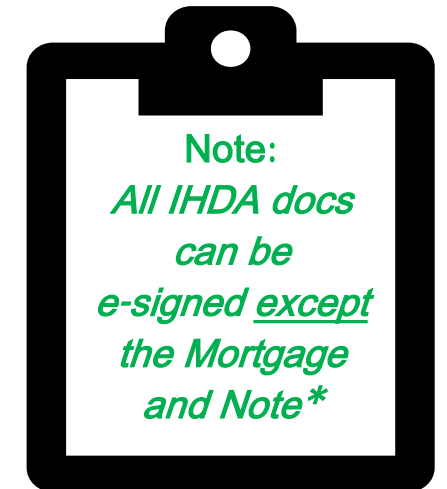 Note:
All IHDA docs
can be
e-signed except
the Mortgage
and Note*